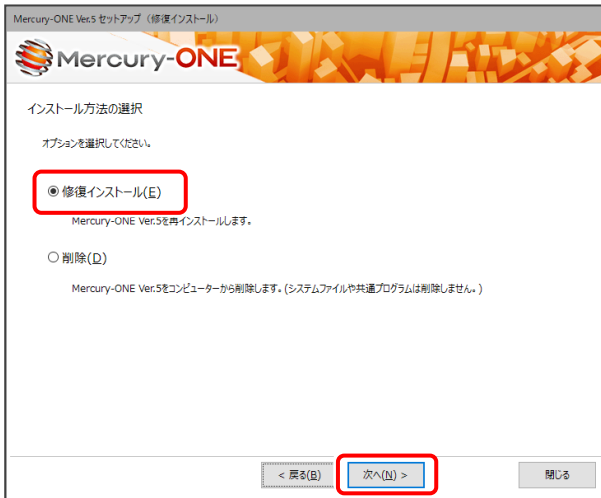 Mercury-ONE Ver.5 セットアップ（修復インストール）
Mercury-ONE
インストール方法の選択
オプションを選択してください。
修復インストール(E)
Mercury-ONE Ver.5を再インストールします。
削除(D)
Mercury-ONE Ver.5をコンピューターから削除します。(システムファイルや共通プログラムは削除しません。)
< 戻る(B) 次へ(N) > 閉じる